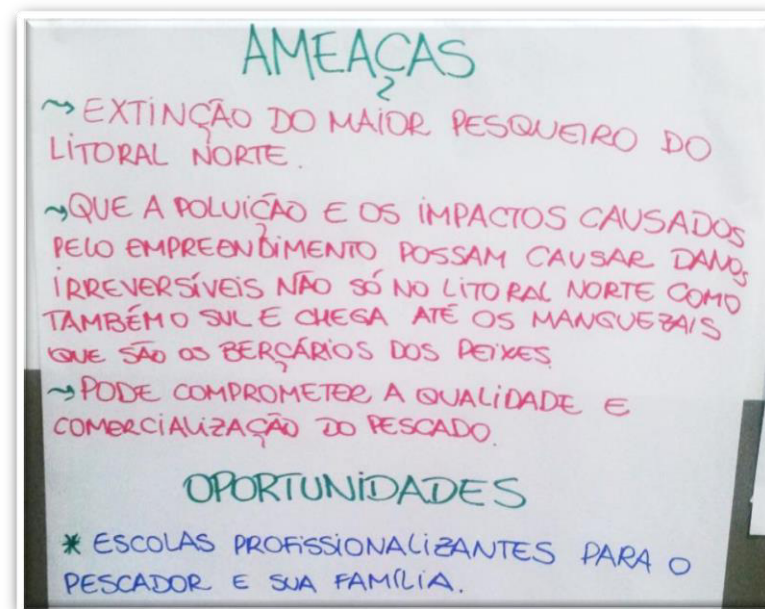 AMEAÇAS
~> EXTINÇÃO DO MAIOR PESQUEIRO DO
LITORAL NORTE.
~> QUE A POLUIÇÃO E OS IMPACTOS CAUSADOS
PELO EMPREENDIMENTO POSSAM CAUSAR DANOS
IRREVERSÍVEIS NÃO SÓ NO LITORAL NORTE COMO
TAMBÉM O SUL E CHEGA ATÉ OS MANGUEZAIS
QUE SÃO OS BERÇÁRIOS DOS PEIXES
~> PODE COMPROMETER A QUALIDADE E
COMERCIALIZAÇÃO DO PESCADO.
OPORTUNIDADES
* ESCOLAS PROFISSIONALIZANTES PARA O
PESCADOR E SUA FAMÍLIA.